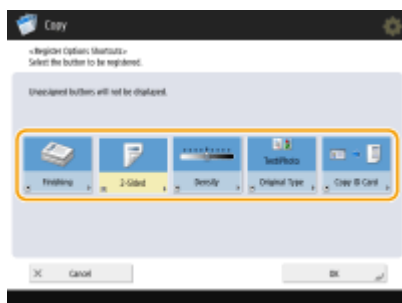 Copy
<Register Options Shortcuts>
Select the button to be registered.
Unassigned buttons will not be displayed.
Text/Photo
Finishing
2-Sided
Density
Original Type
Copy ID Card
Cancel
OK